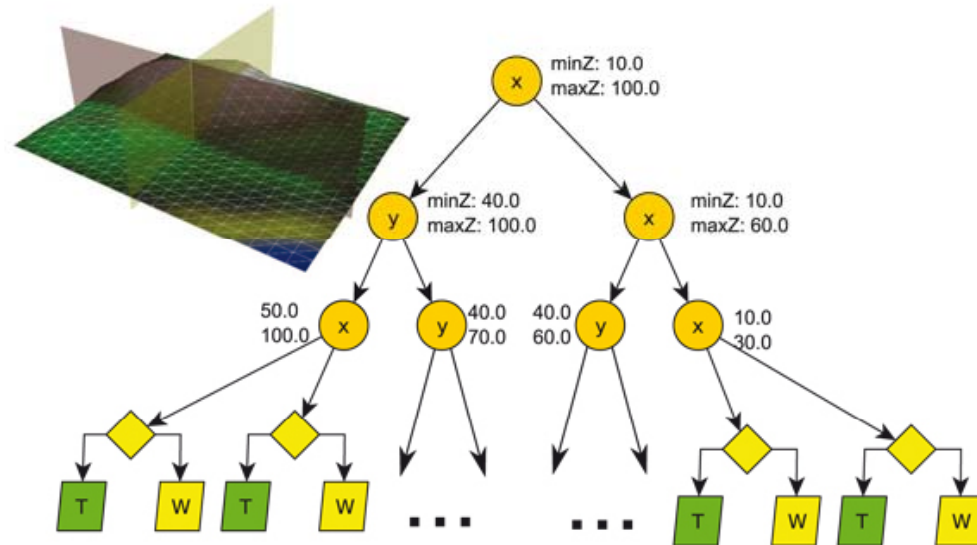 x
minZ: 10.0
maxZ: 100.0
y
minZ: 40.0
maxZ: 100.0
x
minZ: 10.0
maxZ: 60.0
50.0
100.0
x
y
40.0
70.0
40.0
60.0
y
x
10.0
30.0
T
W
T
W
. . .
. . .
T
W
T
W